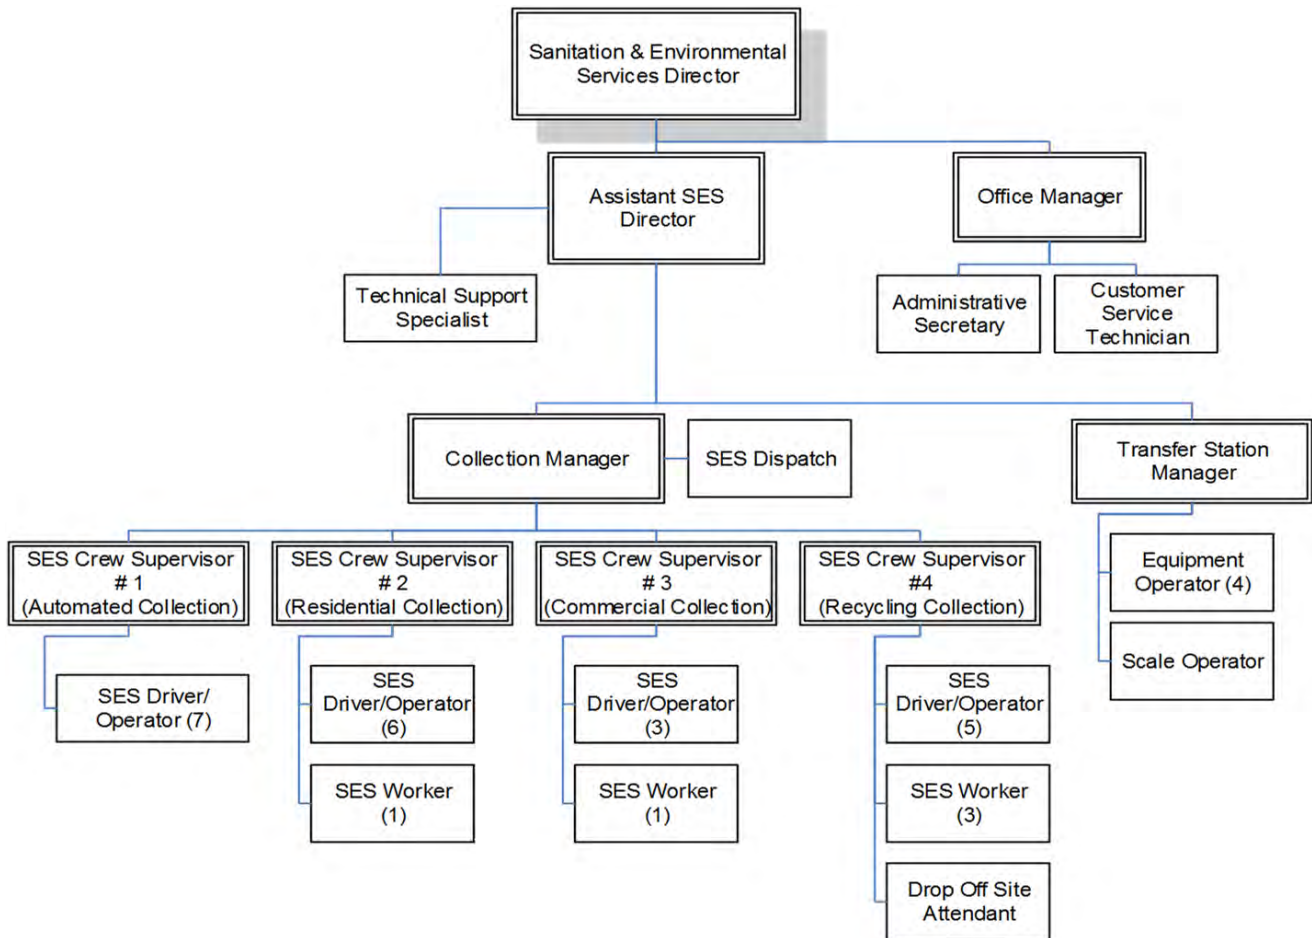 Sanitation & Environmental
Services Director
Assistant SES
Director
Office Manager
Technical Support
Specialist
Administrative
Secretary
Customer
Service
Technician
Collection Manager
SES Dispatch
Transfer Station
Manager
SES Crew Supervisor
# 1
(Automated Collection)
SES Crew Supervisor
# 2
(Residential Collection)
SES Crew Supervisor
# 3
(Commercial Collection)
SES Crew Supervisor
#4
(Recycling Collection)
Equipment
Operator (4)
Scale Operator
SES Driver/
Operator (7)
SES
Driver/Operator
(6)
SES Worker
(1)
SES
Driver/Operator
(3)
SES Worker
(1)
SES
Driver/Operator
(5)
SES Worker
(3)
Drop Off Site
Attendant